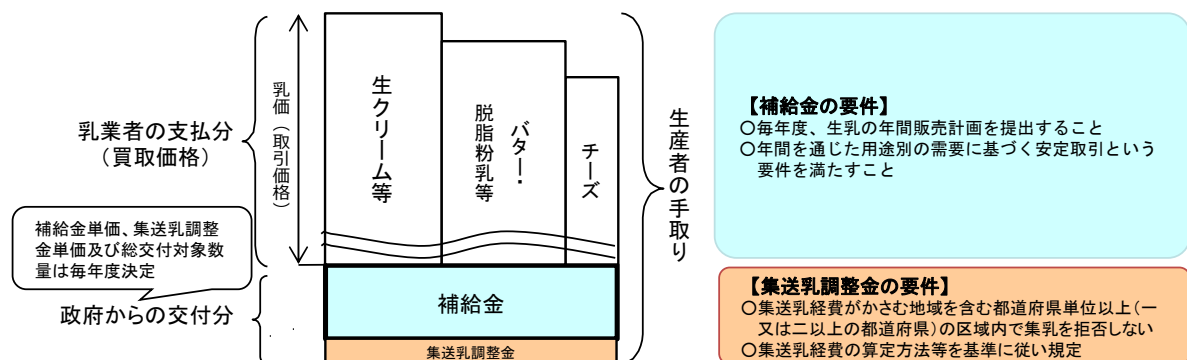 乳業者の支払分
(買取価格)
補給金単価、集送乳調整
金単価及び総交付対象数
量は毎年度決定
政府からの交付分
乳価(取引価格)
生クリーム等
バター・
脱脂粉乳等
チーズ
補給金
集送乳調整金
生産者の手取り
【補給金の要件】
○毎年度、生乳の年間販売計画を提出すること
○年間を通じた用途別の需要に基づく安定取引という
要件を満たすこと
【集送乳調整金の要件】
○集送乳経費がかさむ地域を含む都道府県単位以上(一
又は二以上の都道府県)の区域内で集乳を拒否しない
○集送乳経費の算定方法等を基準に従い規定